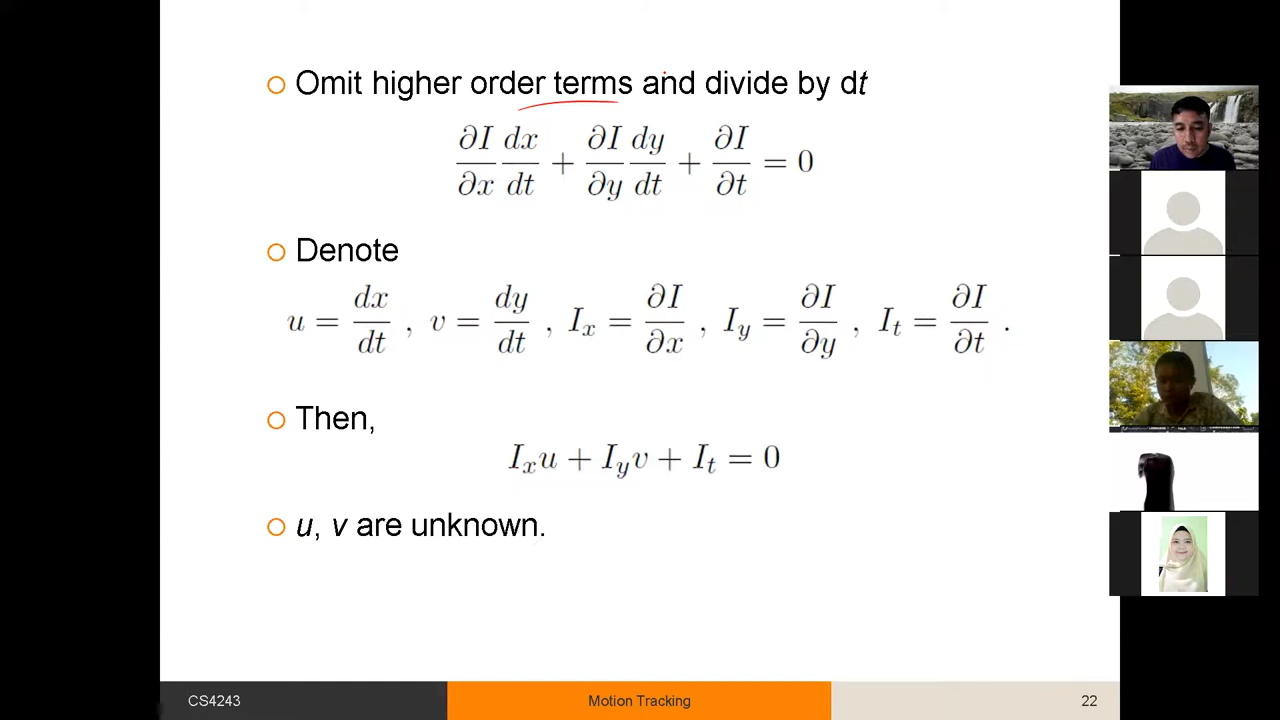 Omit higher order terms and divide by dt
∂I/∂x dx/dt + ∂I/∂y dy/dt + ∂I/∂t = 0
Denote
u = dx/dt , v = dy/dt , I_x = ∂I/∂x , I_y = ∂I/∂y , I_t = ∂I/∂t .
Then,
I_x u + I_y v + I_t = 0
u, v are unknown.
CS4243
Motion Tracking
22